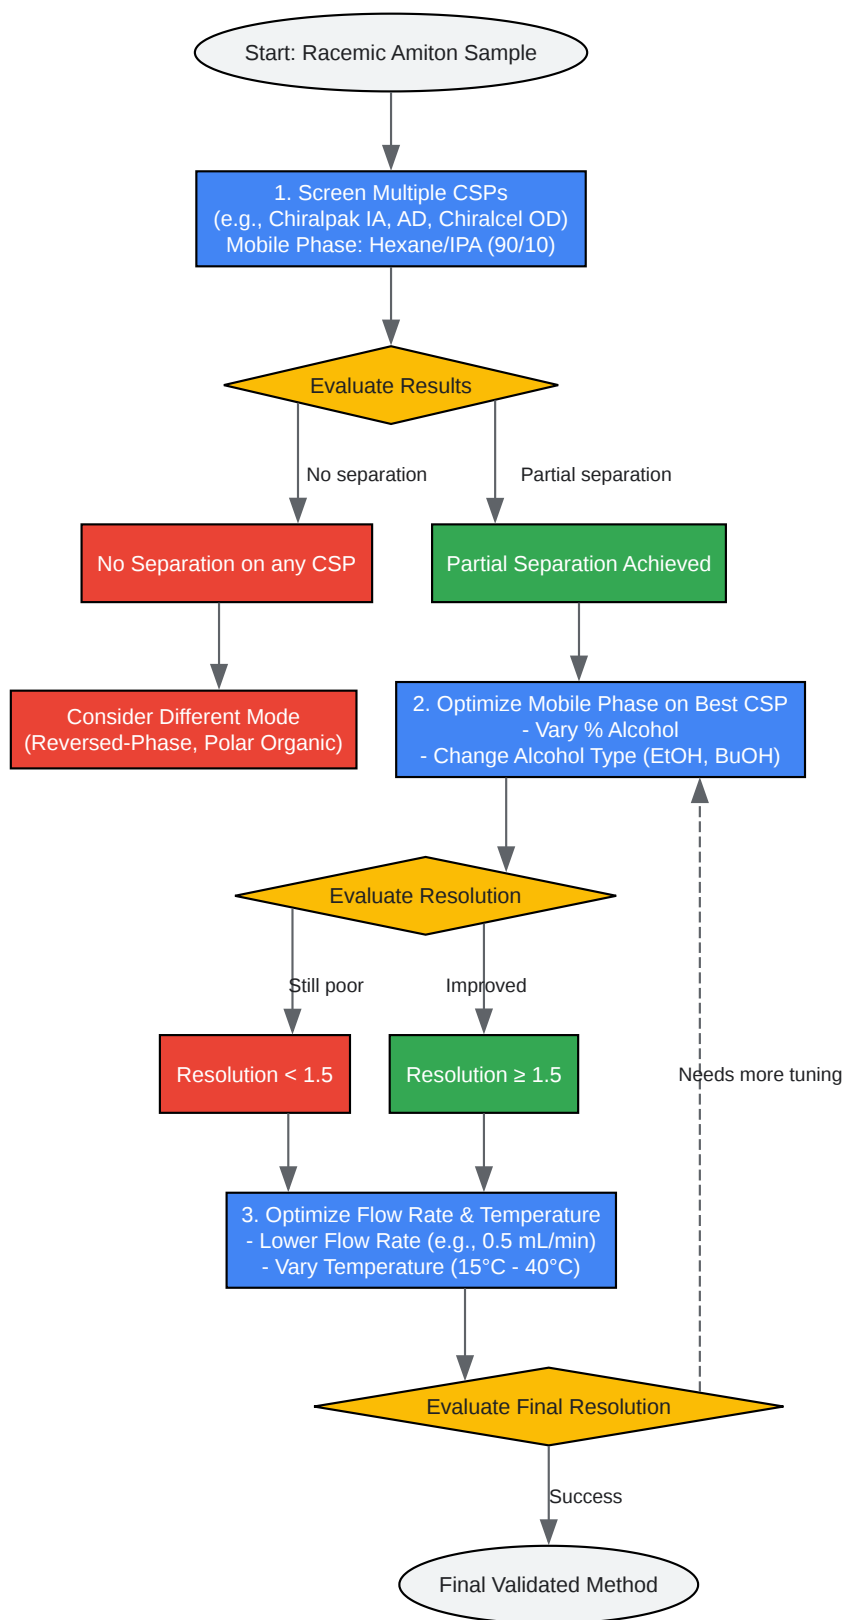 Start: Racemic Amiton Sample
1. Screen Multiple CSPs
(e.g., Chiralpak IA, AD, Chiralcel OD)
Mobile Phase: Hexane/IPA (90/10)
Evaluate Results
No separation
Partial separation
No Separation on any CSP
Partial Separation Achieved
Consider Different Mode
(Reversed-Phase, Polar Organic)
2. Optimize Mobile Phase on Best CSP
- Vary % Alcohol
- Change Alcohol Type (EtOH, BuOH)
Evaluate Resolution
Still poor
Improved
Resolution < 1.5
Resolution ≥ 1.5
Needs more tuning
3. Optimize Flow Rate & Temperature
- Lower Flow Rate (e.g., 0.5 mL/min)
- Vary Temperature (15°C - 40°C)
Evaluate Final Resolution
Success
Final Validated Method